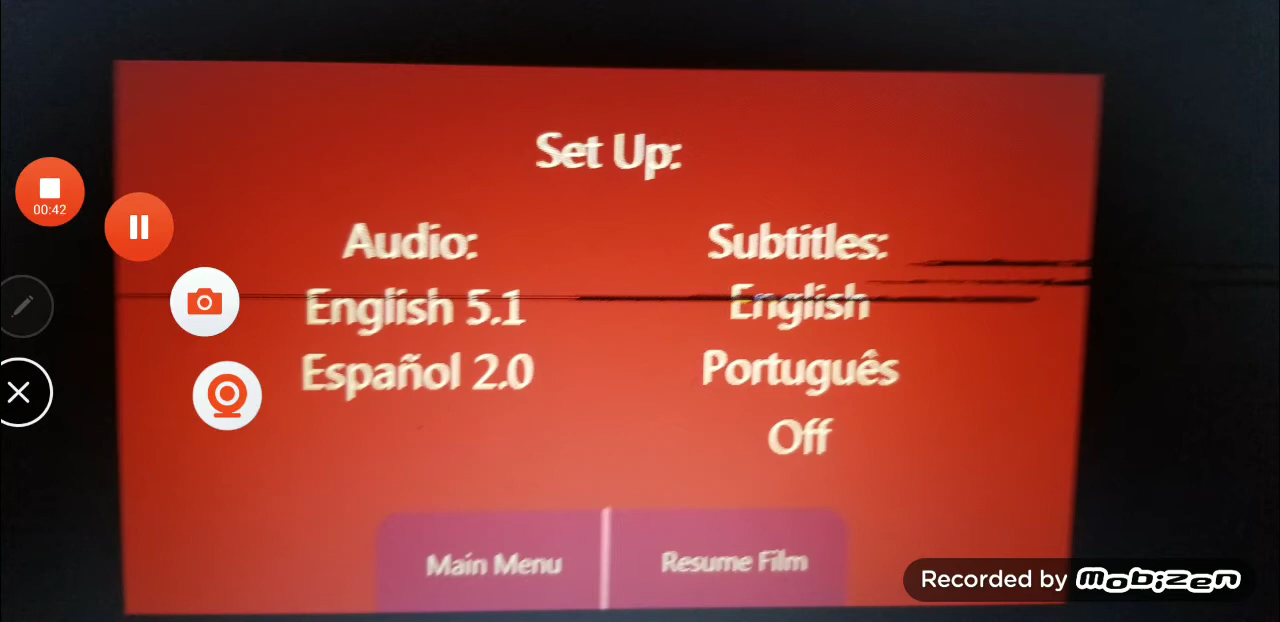 Set Up:
Audio:
English 5.1
Español 2.0
Subtitles:
English
Português
Off
Main Menu
Resume Film
00:42
Recorded by mobizen